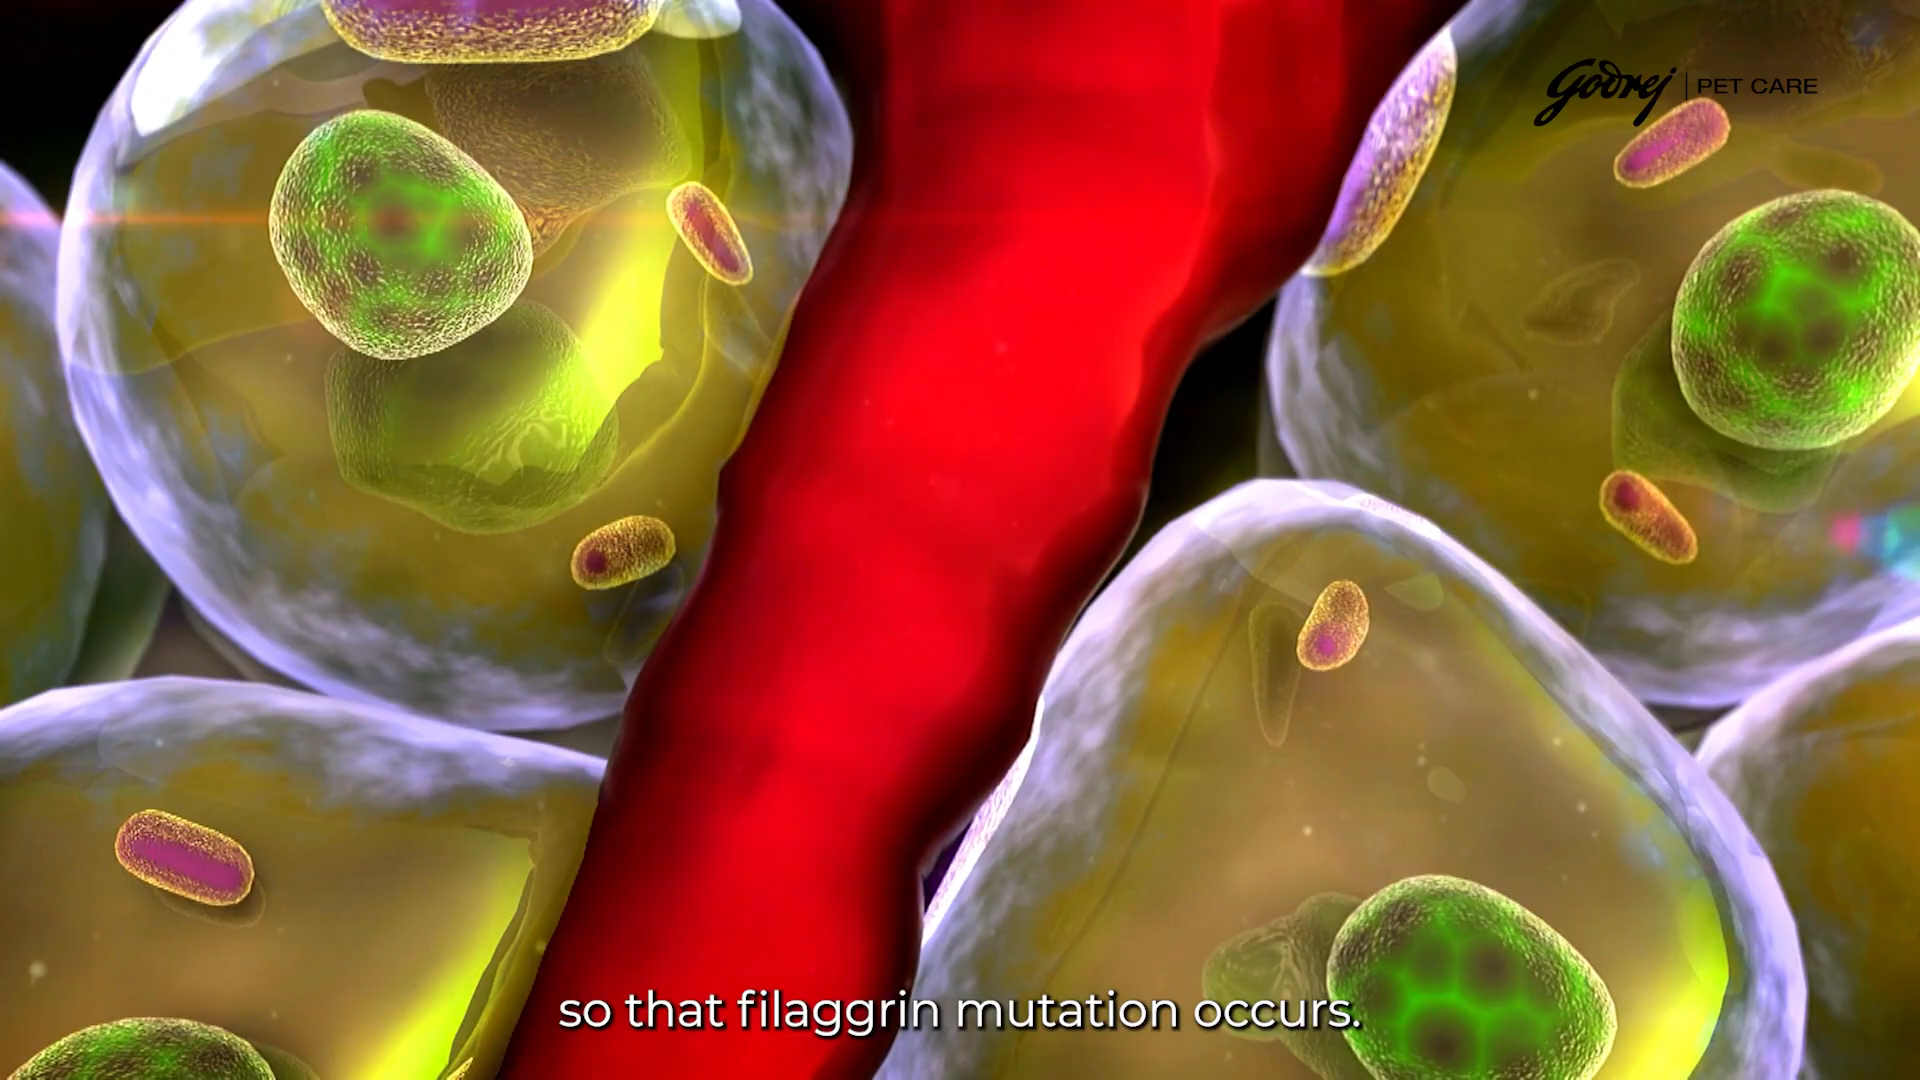 Godrej | PET CARE
so that filaggrin mutation occurs.